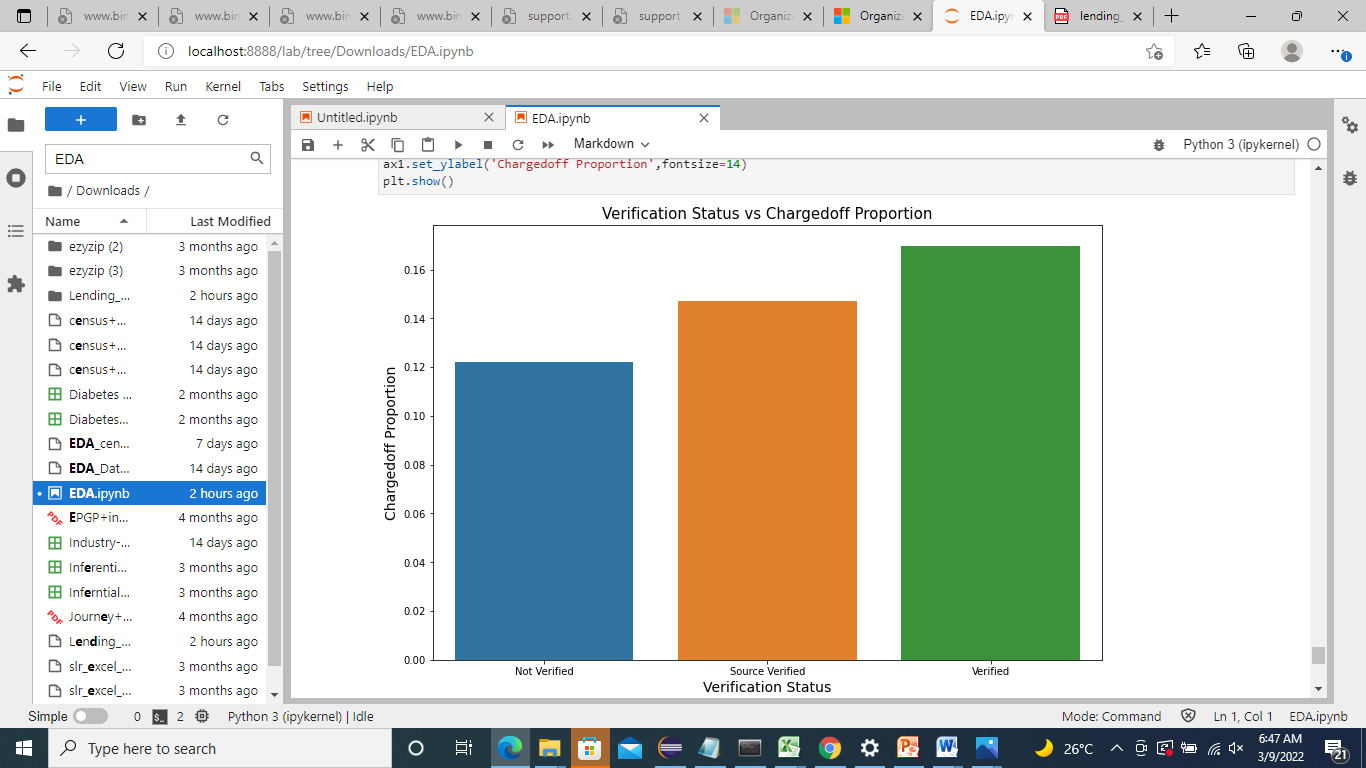 www.bin
www.bin
www.bin
www.bin
support.
support.
Organize
Organize
EDA.ipyn
lending_
localhost:8888/lab/tree/Downloads/EDA.ipynb
File Edit View Run Kernel Tabs Settings Help
Untitled.ipynb
EDA.ipynb
EDA
Markdown
Python 3 (ipykernel)
/ Downloads /
Name Last Modified
ezyzip (2) 3 months ago
ezyzip (3) 3 months ago
Lending_... 2 hours ago
census+... 14 days ago
census+... 14 days ago
census+... 14 days ago
Diabetes ... 2 months ago
Diabetes... 2 months ago
EDA_cen... 7 days ago
EDA_Dat... 14 days ago
EDA.ipynb 2 hours ago
EPGP+in... 4 months ago
Industry-... 14 days ago
Inferenti... 3 months ago
Inferntial... 3 months ago
Journey+... 4 months ago
Lending_... 2 hours ago
slr_excel_... 3 months ago
slr_excel_... 3 months ago
ax1.set_ylabel('Chargedoff Proportion',fontsize=14)
plt.show()
Verification Status vs Chargedoff Proportion
Chargedoff Proportion
0.16
0.14
0.12
0.10
0.08
0.06
0.04
0.02
0.00
Not Verified Source Verified Verified
Verification Status
Simple 0 $_ 2 Python 3 (ipykernel) | Idle
Mode: Command Ln 1, Col 1 EDA.ipynb
Type here to search
26°C
6:47 AM
3/9/2022
21